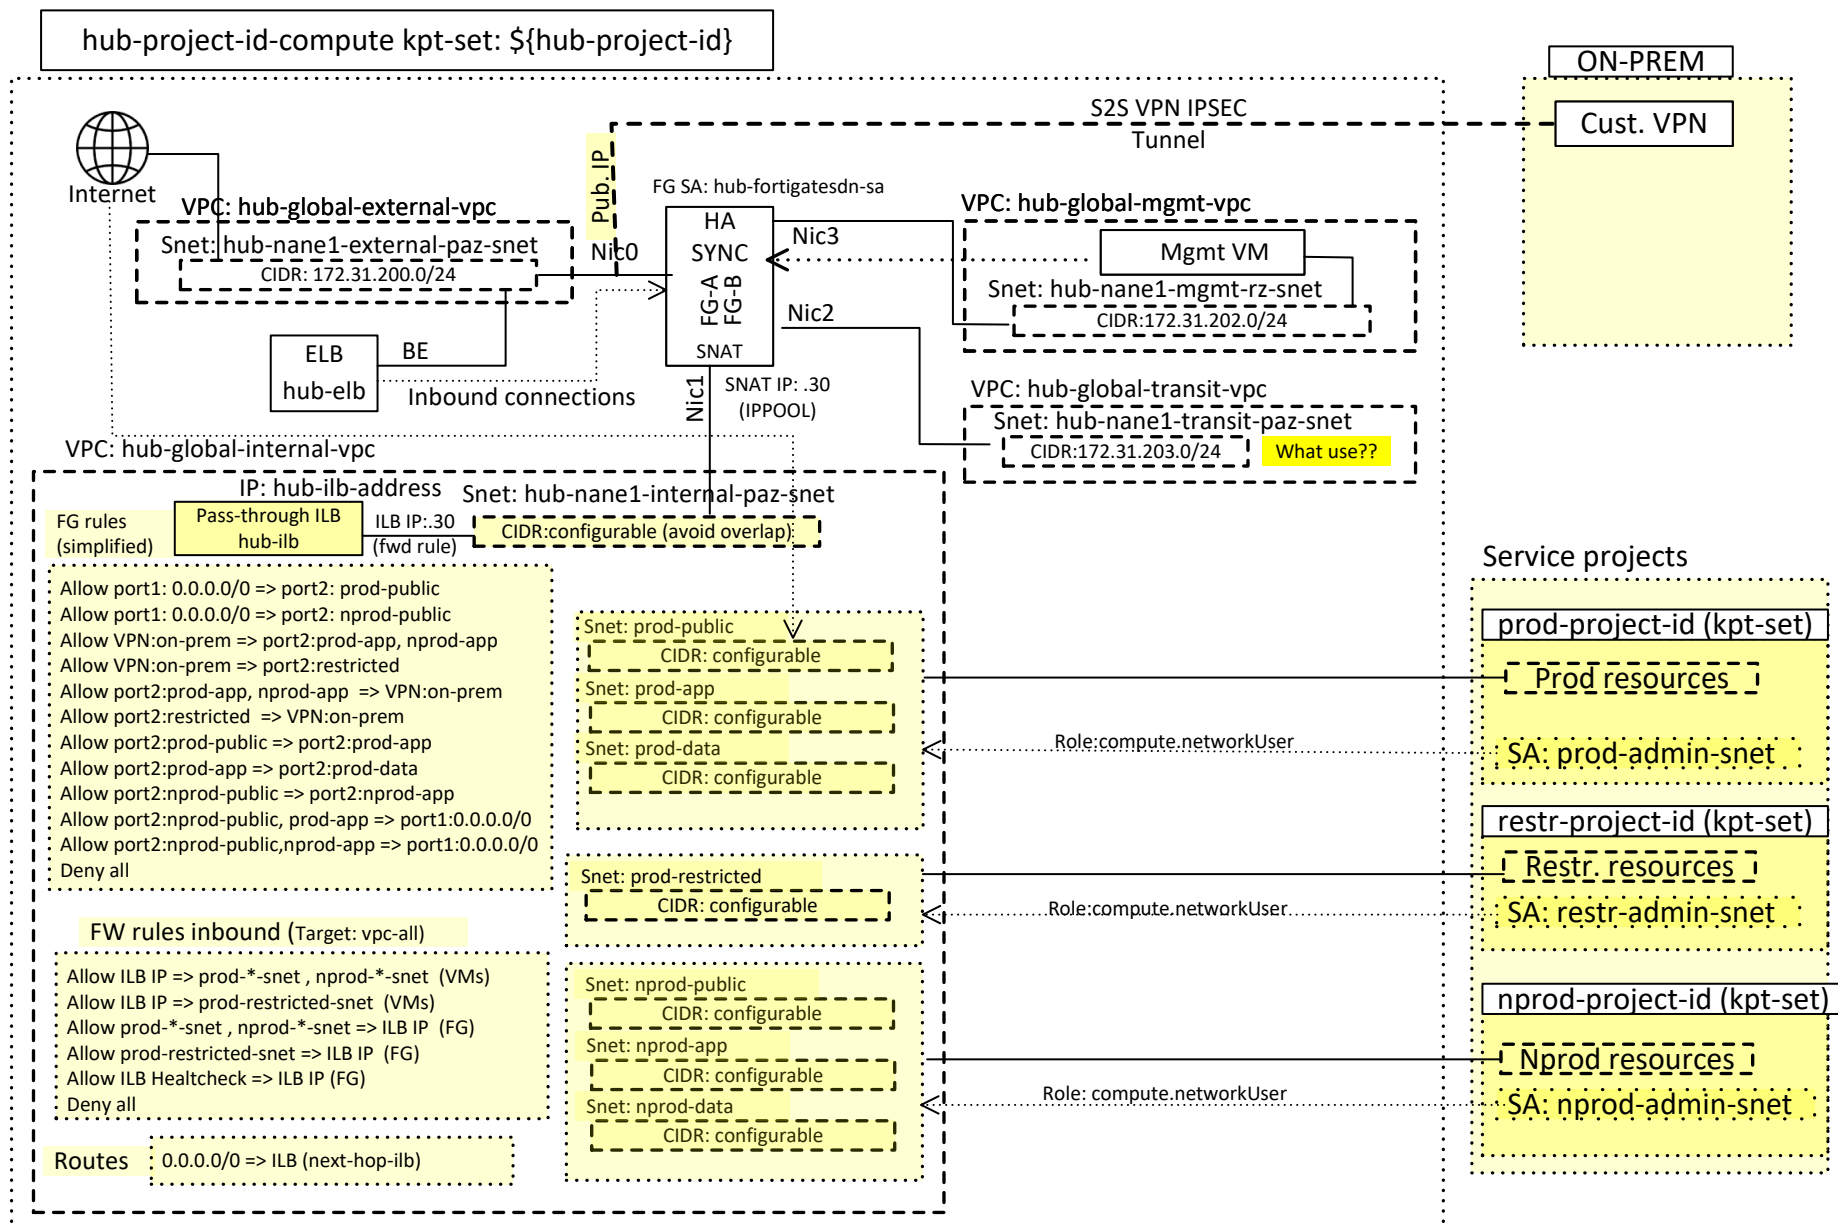 hub-project-id-compute kpt-set: ${hub-project-id}
ON-PREM
Cust. VPN
S2S VPN IPSEC
Tunnel
Internet
Pub. IP
FG SA: hub-fortigatesdn-sa
VPC: hub-global-external-vpc
Snet: hub-nane1-external-paz-snet
CIDR: 172.31.200.0/24
Nic0
HA
SYNC
FG-A
FG-B
SNAT
Nic3
Nic2
Nic1
VPC: hub-global-mgmt-vpc
Mgmt VM
Snet: hub-nane1-mgmt-rz-snet
CIDR:172.31.202.0/24
ELB
hub-elb
BE
Inbound connections
SNAT IP: .30
(IPPOOL)
VPC: hub-global-transit-vpc
Snet: hub-nane1-transit-paz-snet
CIDR:172.31.203.0/24
What use??
VPC: hub-global-internal-vpc
IP: hub-ilb-address
Snet: hub-nane1-internal-paz-snet
FG rules
(simplified)
Pass-through ILB
hub-ilb
ILB IP:.30
(fwd rule)
CIDR:configurable (avoid overlap)
Allow port1: 0.0.0.0/0 => port2: prod-public
Allow port1: 0.0.0.0/0 => port2: nprod-public
Allow VPN:on-prem => port2:prod-app, nprod-app
Allow VPN:on-prem => port2:restricted
Allow port2:prod-app, nprod-app  => VPN:on-prem
Allow port2:restricted  => VPN:on-prem
Allow port2:prod-public => port2:prod-app
Allow port2:prod-app => port2:prod-data
Allow port2:nprod-public => port2:nprod-app
Allow port2:nprod-public, prod-app => port1:0.0.0.0/0
Allow port2:nprod-public,nprod-app => port1:0.0.0.0/0
Deny all
Snet: prod-public
CIDR: configurable
Snet: prod-app
CIDR: configurable
Snet: prod-data
CIDR: configurable
Snet: prod-restricted
CIDR: configurable
Snet: nprod-public
CIDR: configurable
Snet: nprod-app
CIDR: configurable
Snet: nprod-data
CIDR: configurable
FW rules inbound (Target: vpc-all)
Allow ILB IP => prod-*-snet , nprod-*-snet  (VMs)
Allow ILB IP => prod-restricted-snet  (VMs)
Allow prod-*-snet , nprod-*-snet => ILB IP  (FG)
Allow prod-restricted-snet => ILB IP  (FG)
Allow ILB Healtcheck => ILB IP (FG)
Deny all
Routes
0.0.0.0/0 => ILB (next-hop-ilb)
Service projects
prod-project-id (kpt-set)
Prod resources
Role:compute.networkUser
SA: prod-admin-snet
restr-project-id (kpt-set)
Restr. resources
Role:compute.networkUser
SA: restr-admin-snet
nprod-project-id (kpt-set)
Nprod resources
Role: compute.networkUser
SA: nprod-admin-snet